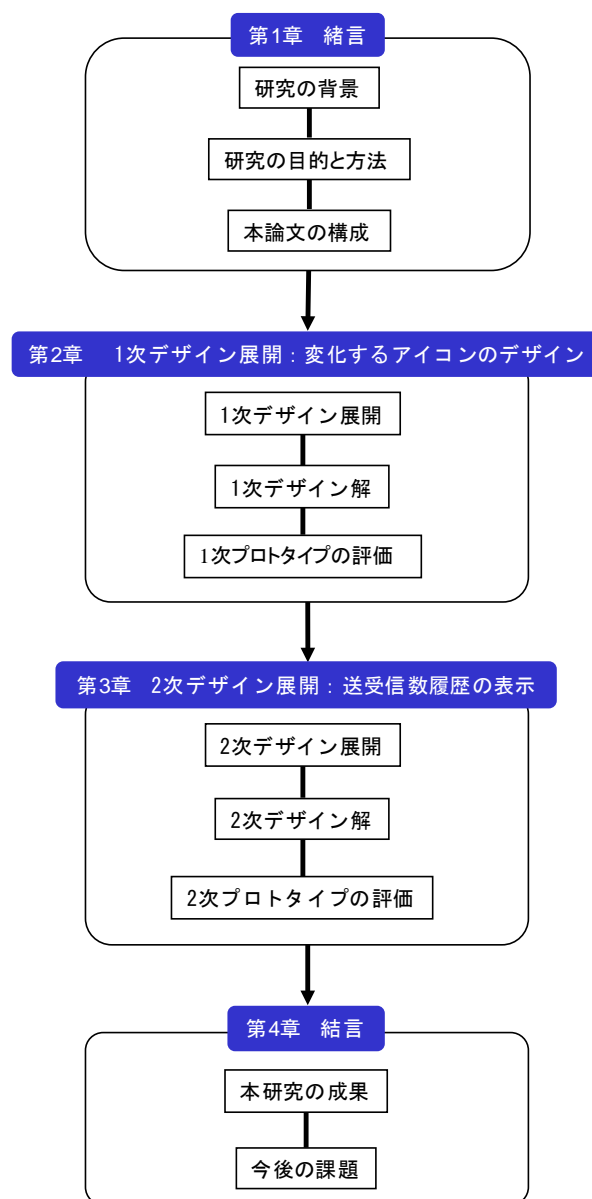 第1章　緒言
研究の背景
研究の目的と方法
本論文の構成
第2章　1次デザイン展開：変化するアイコンのデザイン
1次デザイン展開
1次デザイン解
1次プロトタイプの評価
第3章　2次デザイン展開：送受信数履歴の表示
2次デザイン展開
2次デザイン解
2次プロトタイプの評価
第4章　結言
本研究の成果
今後の課題